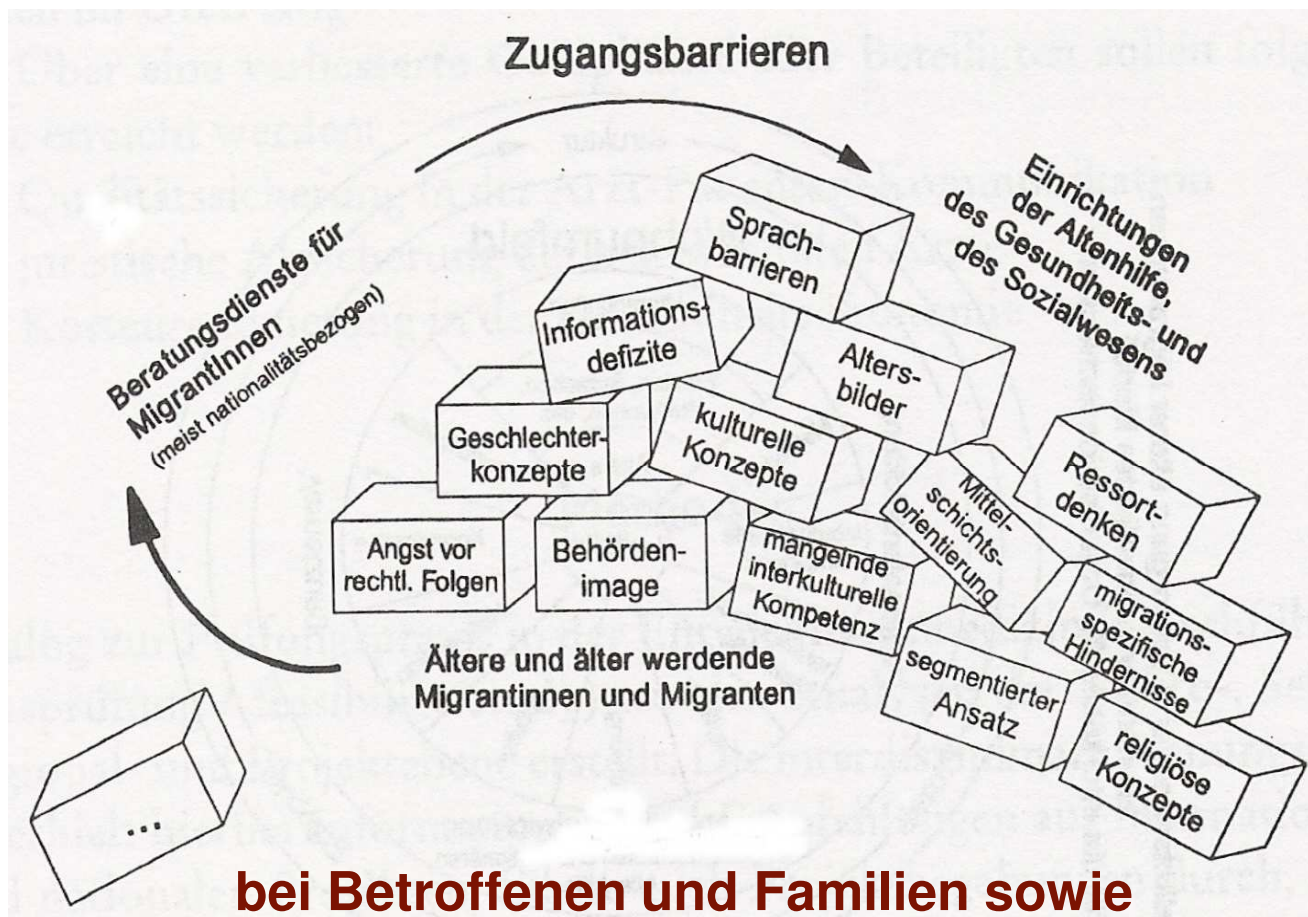 Zugangsbarrieren
Beratungsdienste für
MigrantInnen
(meist nationalitätsbezogen)
Einrichtungen
der Altenhilfe,
des Gesundheits- und
des Sozialwesens
Sprach-
barrieren
Informations-
defizite
Alters-
bilder
Geschlechter-
konzepte
kulturelle
Konzepte
Mittel-
schichts-
orientierung
Ressort-
denken
Angst vor
rechtl. Folgen
Behörden-
image
mangelnde
interkulturelle
Kompetenz
migrations-
spezifische
Hindernisse
segmentierter
Ansatz
religiöse
Konzepte
Ältere und älter werdende
Migrantinnen und Migranten
...
bei Betroffenen und Familien sowie